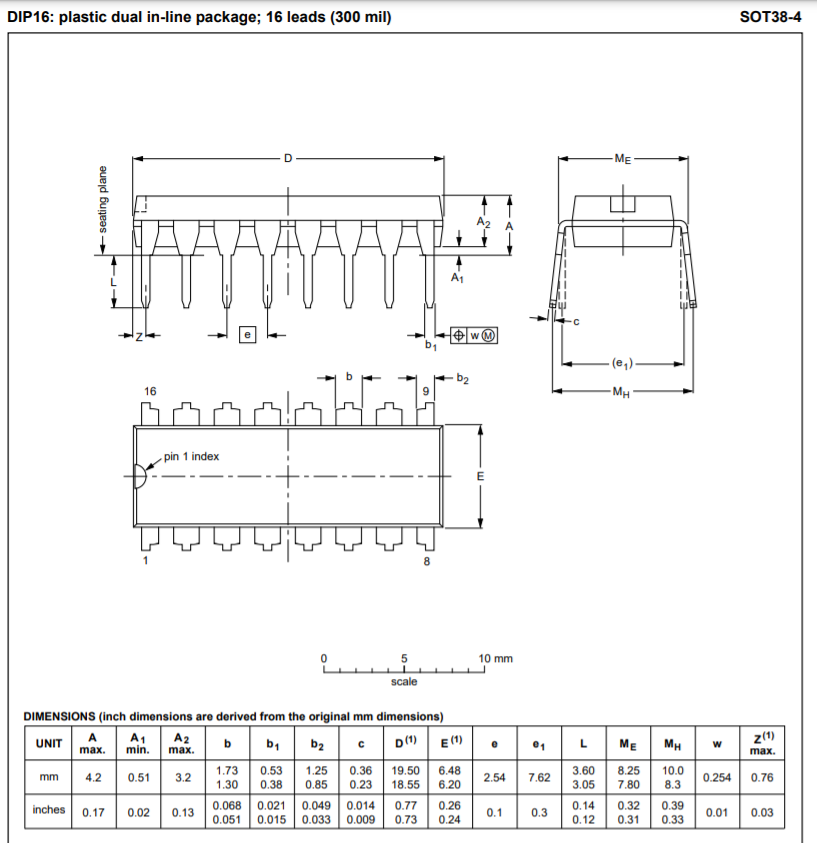 DIP16: plastic dual in-line package; 16 leads (300 mil) SOT38-4
D
ME
seating plane
A2 A
L
A1
Z
e
b1
w M
c
(e1)
MH
b
b2
16
9
pin 1 index
E
1
8
0 5 10 mm
scale
DIMENSIONS (inch dimensions are derived from the original mm dimensions)
UNIT A max. A1 min. A2 max. b b1 b2 c D(1) E(1) e e1 L ME MH w Z(1) max.
mm 4.2 0.51 3.2 1.73 1.30 0.53 0.38 1.25 0.85 0.36 0.23 19.50 18.55 6.48 6.20 2.54 7.62 3.60 3.05 8.25 7.80 10.0 8.3 0.254 0.76
inches 0.17 0.02 0.13 0.068 0.051 0.021 0.015 0.049 0.033 0.014 0.009 0.77 0.73 0.26 0.24 0.1 0.3 0.14 0.12 0.32 0.31 0.39 0.33 0.01 0.03